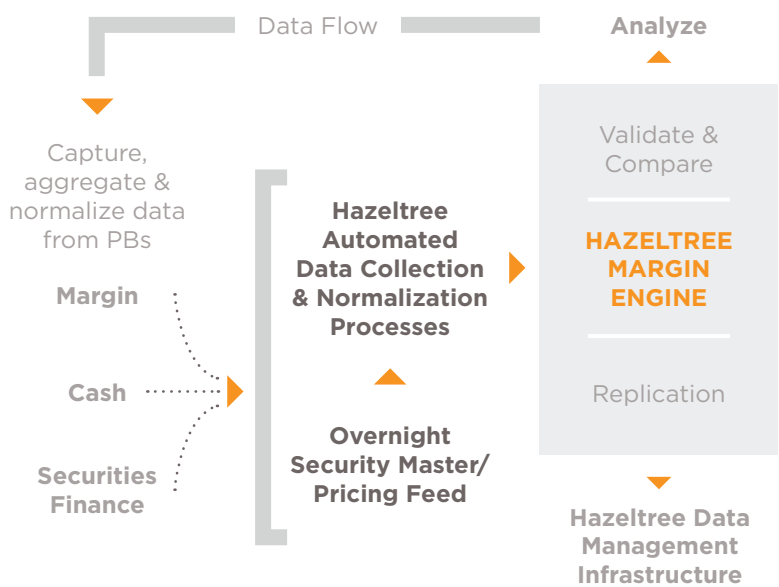 Data Flow
Analyze
Capture,
aggregate &
normalize data
from PBs
Margin
Cash
Securities
Finance
Hazeltree
Automated
Data Collection
& Normalization
Processes
Overnight
Security Master/
Pricing Feed
Validate &
Compare
HAZELTREE
MARGIN
ENGINE
Replication
Hazeltree Data
Management
Infrastructure